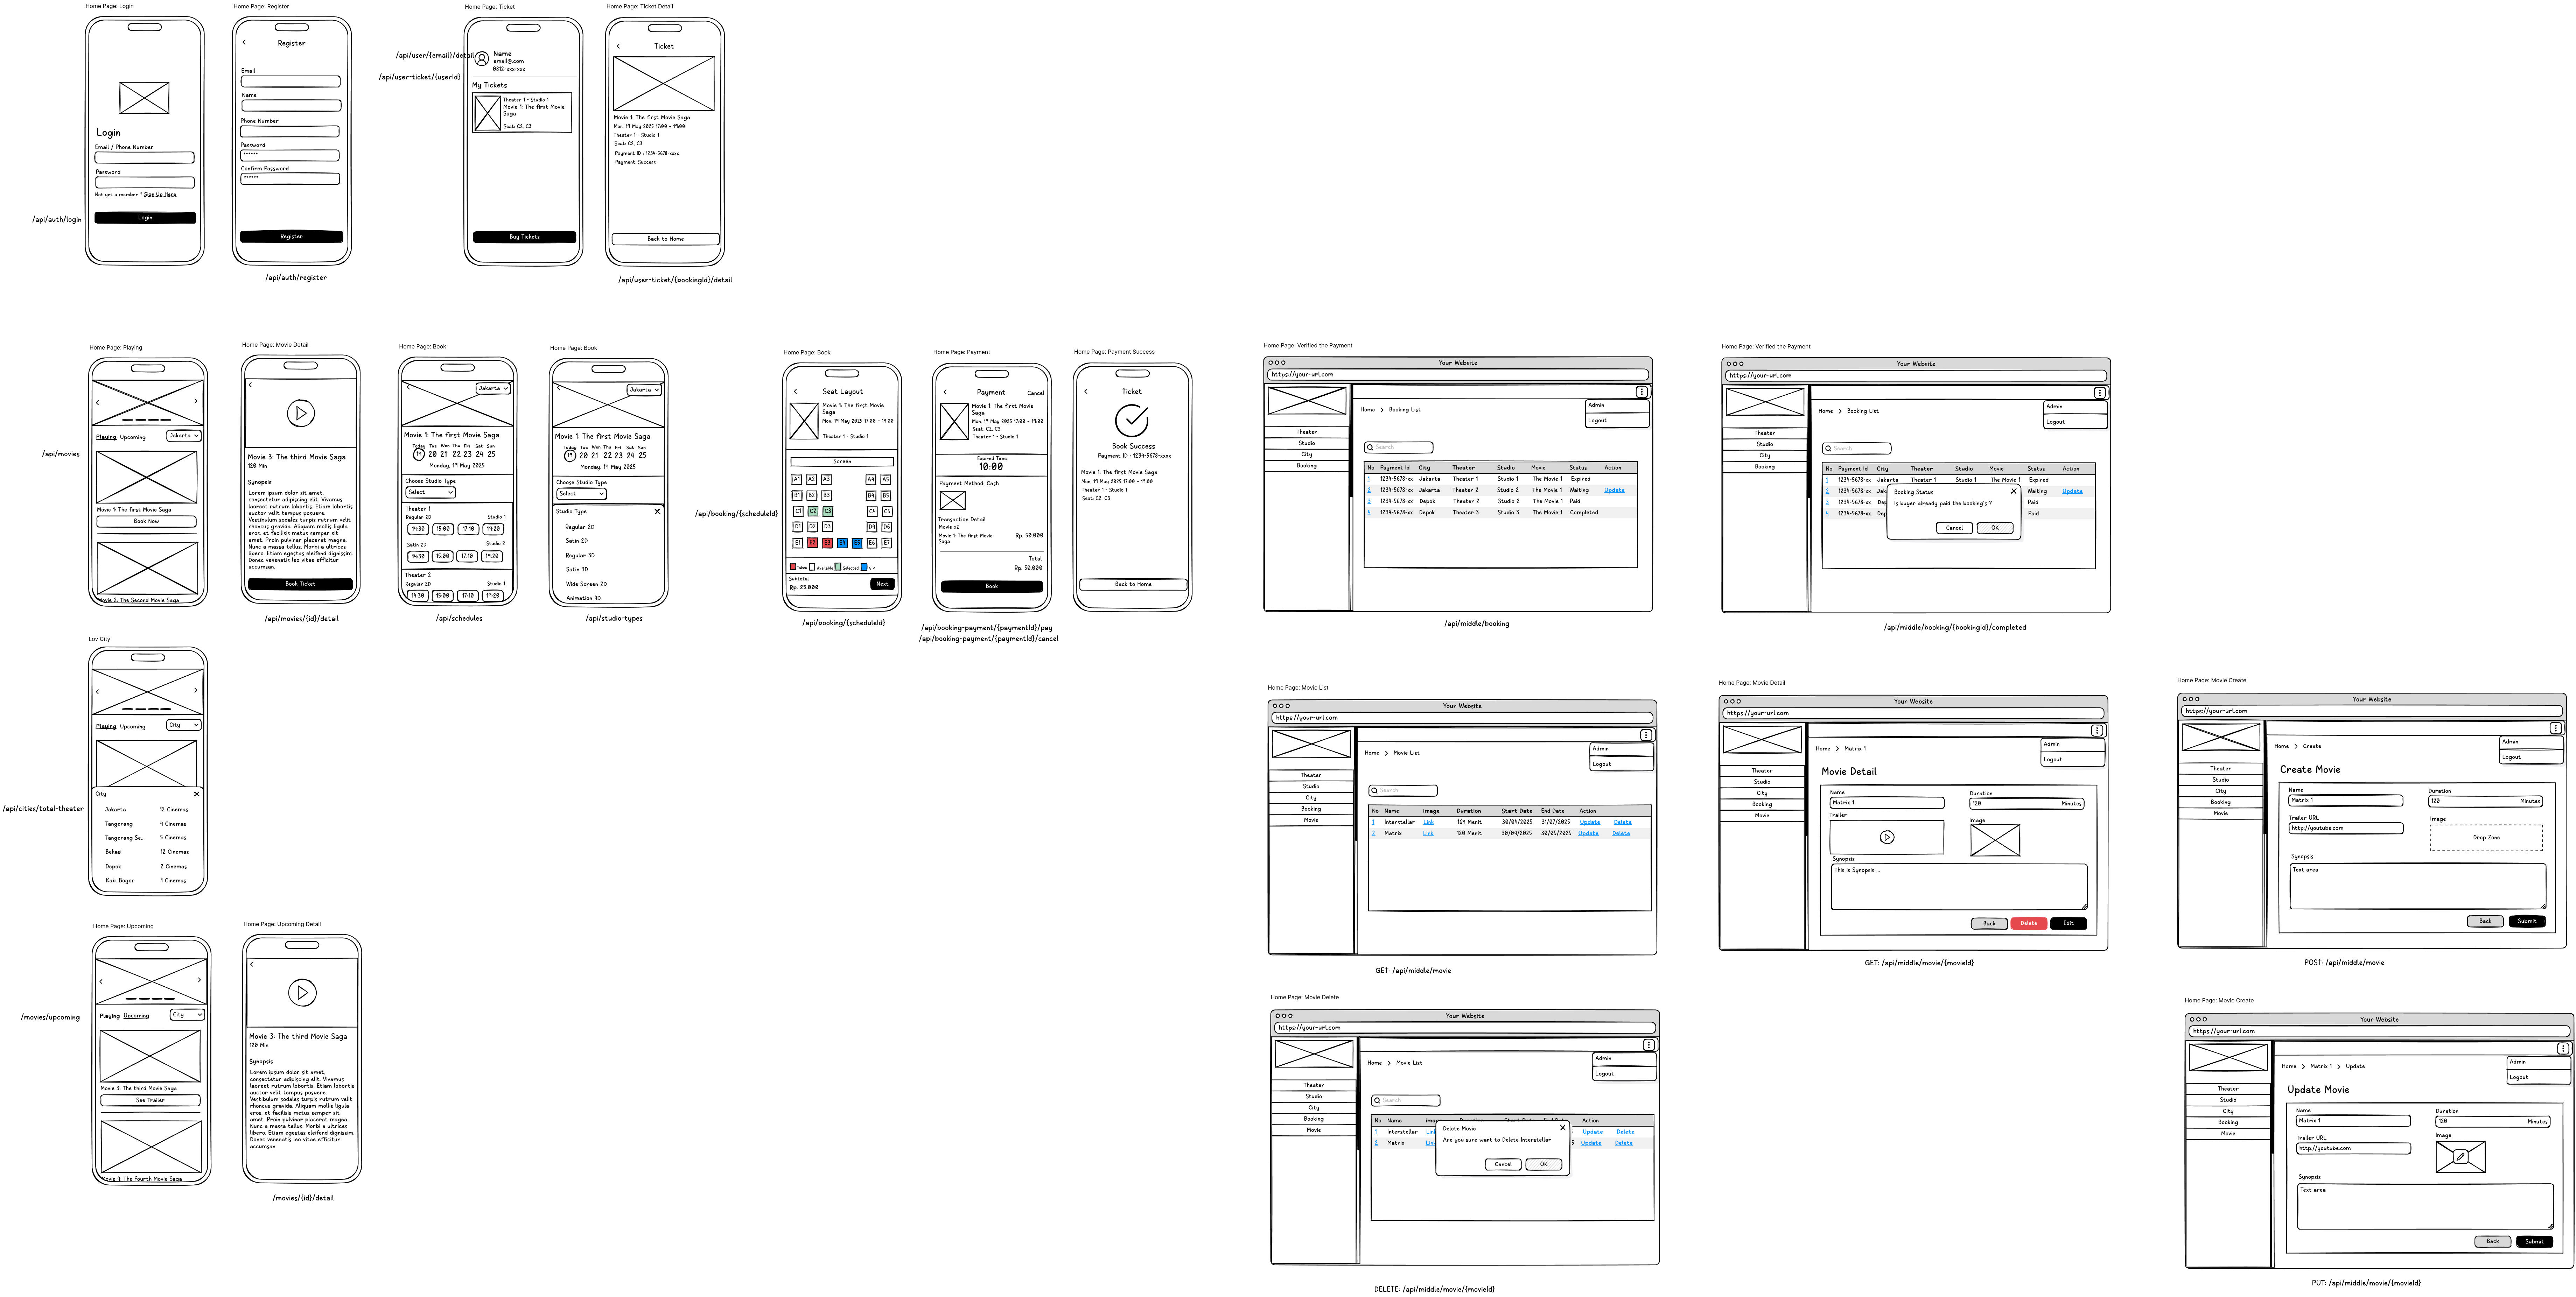 Home Page: Login
Login
Email / Phone Number
Password
Not yet a member ? Sign Up Here
Login
/api/auth/login
Home Page: Register
Register
Email
Name
Phone Number
Password
******
Confirm Password
******
Register
/api/auth/register
Home Page: Ticket
/api/user/{email}/detail
/api/user-ticket/{userId}
Name
email@.com
0812-xxx-xxx
My Tickets
Theater 1 - Studio 1
Movie 1: The first Movie
Saga
Seat: C2, C3
Buy Tickets
Home Page: Ticket Detail
Ticket
Movie 1: The first Movie Saga
Mon, 19 May 2025 17:00 - 19:00
Theater 1 - Studio 1
Seat: C2, C3
Payment ID : 1234-5678-xxxx
Payment: Success
Back to Home
/api/user-ticket/{bookingId}/detail
Home Page: Playing
Playing Upcoming Jakarta
Movie 1: The first Movie Saga
Book Now
Movie 2: The Second Movie Saga
/api/movies
Home Page: Movie Detail
Movie 3: The third Movie Saga
120 Min
Synopsis
Lorem ipsum dolor sit amet,
consectetur adipiscing elit. Vivamus
laoreet rutrum lobortis. Etiam lobortis
auctor velit tempus posuere.
Vestibulum sodales turpis rutrum velit
rhoncus gravida. Aliquam mollis ligula
eros, et facilisis metus semper sit
amet. Proin pulvinar placerat magna.
Nunc a massa tellus. Morbi a ultrices
libero. Etiam egestas eleifend dignissim.
Donec venenatis leo vitae efficitur
accumsan.
Book Ticket
/api/movies/{id}/detail
Home Page: Book
Jakarta
Movie 1: The first Movie Saga
Today Tue Wen Thu Fri Sat Sun
19 20 21 22 23 24 25
Monday, 19 May 2025
Choose Studio Type
Select
Theater 1
Regular 2D Studio 1
14:30 15:00 17:10 19:20
Satin 2D Studio 2
14:30 15:00 17:10 19:20
Theater 2
Regular 2D Studio 1
14:30 15:00 17:10 19:20
/api/schedules
Home Page: Book
Jakarta
Movie 1: The first Movie Saga
Today Tue Wen Thu Fri Sat Sun
19 20 21 22 23 24 25
Monday, 19 May 2025
Choose Studio Type
Select
Studio Type
Regular 2D
Satin 2D
Regular 3D
Satin 3D
Wide Screen 2D
Animation 4D
/api/studio-types
Home Page: Book
Seat Layout
Movie 1: The first Movie
Saga
Mon, 19 May 2025 17:00 - 19:00
Theater 1 - Studio 1
Screen
A1 A2 A3 A4 A5
B1 B2 B3 B4 B5
C1 C2 C3 C4 C5
D1 D2 D3 D4 D6
E1 E2 E3 E4 E5 E6 E7
Taken Available Selected VIP
Subtotal
Rp. 25.000
Next
/api/booking/{scheduleId}
/api/booking/{scheduleId}
Home Page: Payment
Payment Cancel
Movie 1: The first Movie
Saga
Mon, 19 May 2025 17:00 - 19:00
Seat: C2, C3
Theater 1 - Studio 1
Expired Time
10:00
Payment Method: Cash
Transaction Detail
Movie x2
Movie 1: The first Movie
Saga
Rp. 50.000
Total
Rp. 50.000
Book
/api/booking-payment/{paymentId}/pay
/api/booking-payment/{paymentId}/cancel
Home Page: Payment Success
Ticket
Book Success
Payment ID : 1234-5678-xxxx
Movie 1: The first Movie Saga
Mon, 19 May 2025 17:00 - 19:00
Theater 1 - Studio 1
Seat: C2, C3
Back to Home
Home Page: Verified the Payment
Your Website
https://your-url.com
Theater
Studio
City
Booking
Home > Booking List
Admin
Logout
Search
No Payment Id City Theater Studio Movie Status Action
1 1234-5678-xx Jakarta Theater 1 Studio 1 The Movie 1 Expired
2 1234-5678-xx Jakarta Theater 2 Studio 2 The Movie 1 Waiting Update
3 1234-5678-xx Depok Theater 2 Studio 2 The Movie 1 Paid
4 1234-5678-xx Depok Theater 3 Studio 3 The Movie 1 Completed
/api/middle/booking
Home Page: Verified the Payment
Your Website
https://your-url.com
Theater
Studio
City
Booking
Home > Booking List
Admin
Logout
Search
No Payment Id City Theater Studio Movie Status Action
1 1234-5678-xx Jakarta Theater 1 Studio 1 The Movie 1 Expired
2 1234-5678-xx Jak Waiting Update
3 1234-5678-xx Dep Paid
4 1234-5678-xx Dep Paid
Booking Status
Is buyer already paid the booking's ?
Cancel OK
/api/middle/booking/{bookingId}/completed
Lov City
Playing Upcoming City
City
Jakarta 12 Cinemas
Tangerang 4 Cinemas
Tangerang Se... 5 Cinemas
Bekasi 12 Cinemas
Depok 2 Cinemas
Kab. Bogor 1 Cinemas
/api/cities/total-theater
Home Page: Movie List
Your Website
https://your-url.com
Theater
Studio
City
Booking
Movie
Home > Movie List
Admin
Logout
Search
No Name image Duration Start Date End Date Action
1 Interstellar Link 169 Menit 30/04/2025 31/07/2025 Update Delete
2 Matrix Link 120 Menit 30/04/2025 30/05/2025 Update Delete
GET: /api/middle/movie
Home Page: Movie Detail
Your Website
https://your-url.com
Theater
Studio
City
Booking
Movie
Home > Matrix 1
Admin
Logout
Movie Detail
Name
Matrix 1
Duration
120 Minutes
Trailer
Image
Synopsis
This is Synopsis ...
Back Delete Edit
GET: /api/middle/movie/{movieId}
Home Page: Movie Create
Your Website
https://your-url.com
Theater
Studio
City
Booking
Movie
Home > Create
Admin
Logout
Create Movie
Name
Matrix 1
Duration
120 Minutes
Trailer URL
http://youtube.com
Image
Drop Zone
Synopsis
Text area
Back Submit
POST: /api/middle/movie
Home Page: Upcoming
Playing Upcoming City
Movie 3: The third Movie Saga
See Trailer
Movie 4: The Fourth Movie Saga
/movies/upcoming
Home Page: Upcoming Detail
Movie 3: The third Movie Saga
120 Min
Synopsis
Lorem ipsum dolor sit amet,
consectetur adipiscing elit. Vivamus
laoreet rutrum lobortis. Etiam lobortis
auctor velit tempus posuere.
Vestibulum sodales turpis rutrum velit
rhoncus gravida. Aliquam mollis ligula
eros, et facilisis metus semper sit
amet. Proin pulvinar placerat magna.
Nunc a massa tellus. Morbi a ultrices
libero. Etiam egestas eleifend dignissim.
Donec venenatis leo vitae efficitur
accumsan.
/movies/{id}/detail
Home Page: Movie Delete
Your Website
https://your-url.com
Theater
Studio
City
Booking
Movie
Home > Movie List
Admin
Logout
Search
No Name Action
1 Interstellar Update Delete
2 Matrix Update Delete
Delete Movie
Are you sure want to Delete Interstellar
Cancel OK
DELETE: /api/middle/movie/{movieId}
Home Page: Movie Create
Your Website
https://your-url.com
Theater
Studio
City
Booking
Movie
Home > Matrix 1 > Update
Admin
Logout
Update Movie
Name
Matrix 1
Duration
120 Minutes
Trailer URL
http://youtube.com
Image
Synopsis
Text area
Back Submit
PUT: /api/middle/movie/{movieId}